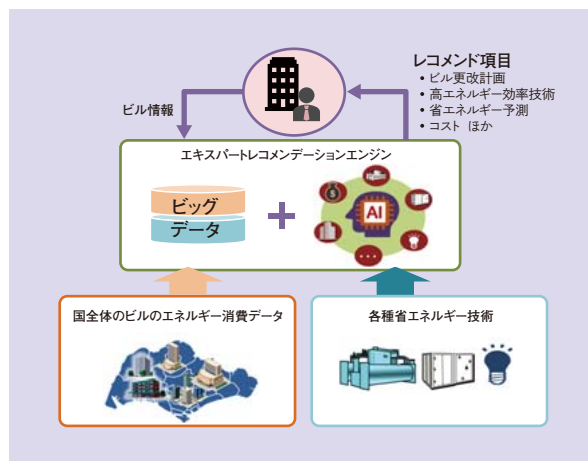 レコメンド項目
• ビル更改計画
• 高エネルギー効率技術
• 省エネルギー予測
• コスト ほか
ビル情報
エキスパートレコメンデーションエンジン
ビッグ
データ
+
AI
$
国全体のビルのエネルギー消費データ
各種省エネルギー技術